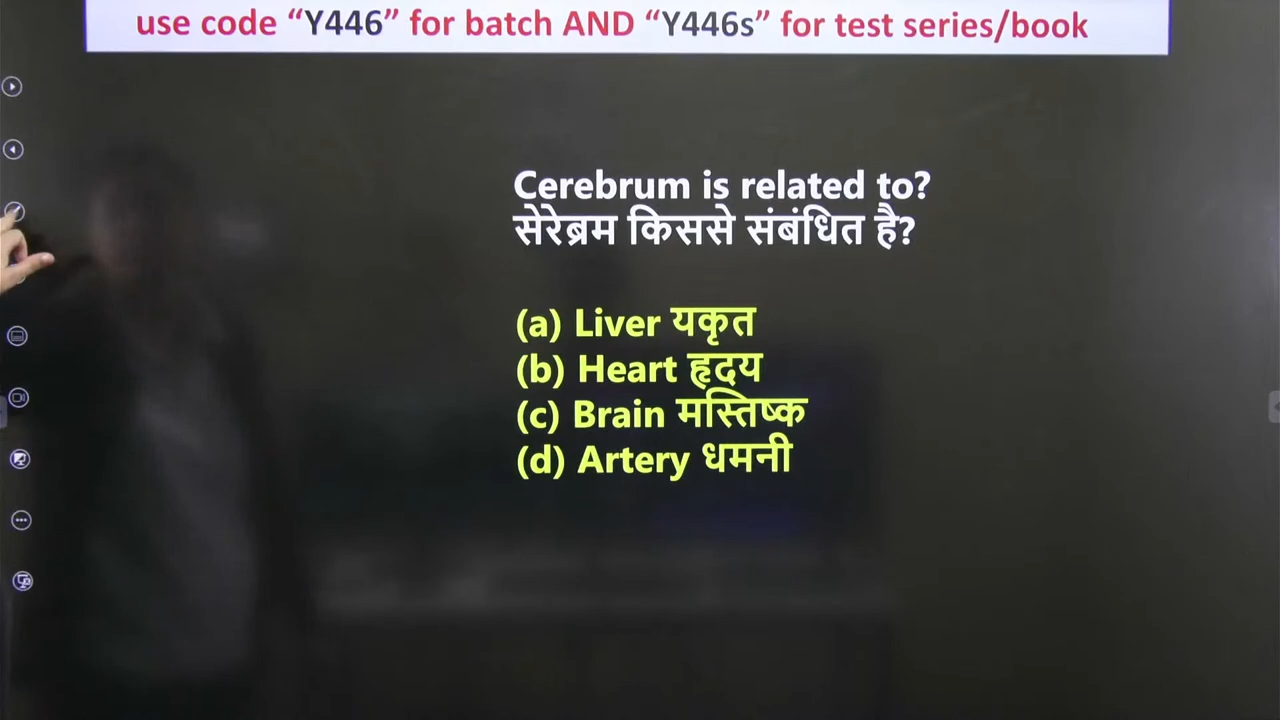 use code “Y446” for batch AND “Y446s” for test series/book
Cerebrum is related to?
सेरेब्रम किससे संबंधित है?
(a) Liver यकृत
(b) Heart हृदय
(c) Brain मस्तिष्क
(d) Artery धमनी